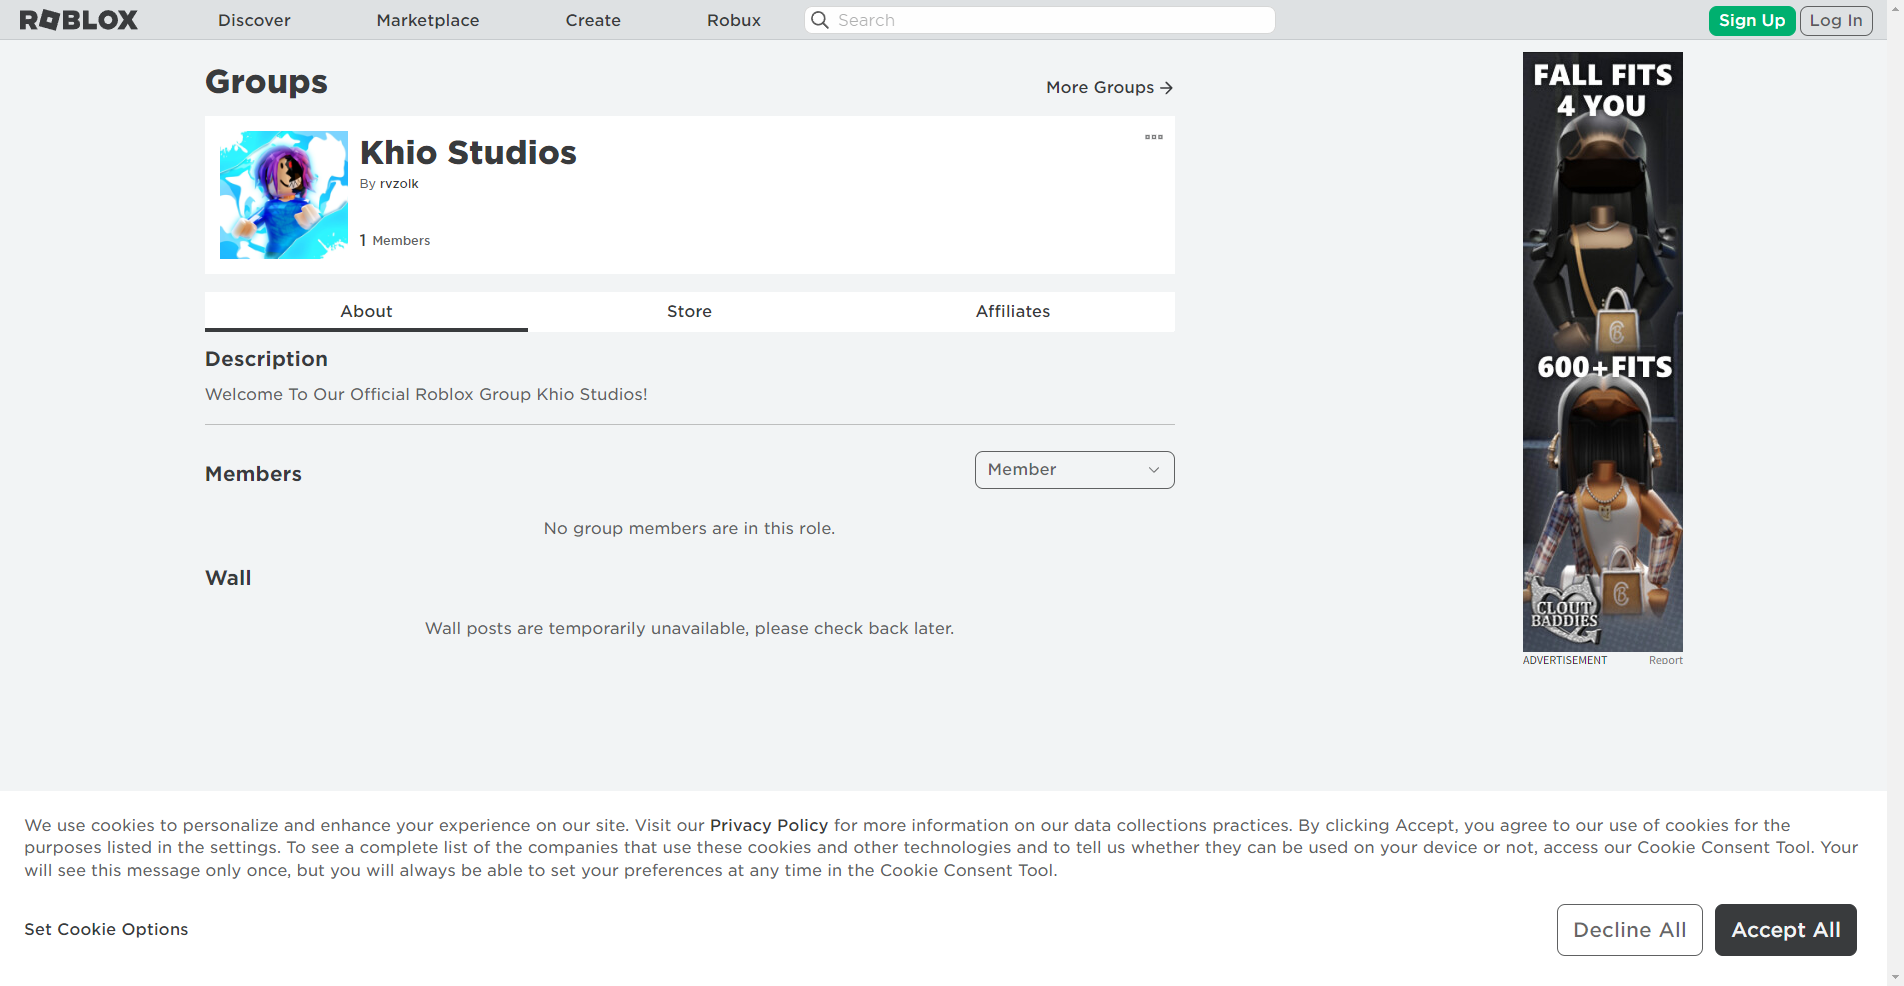 ROBLOX
Discover
Marketplace
Create
Robux
Search
Sign Up
Log In
Groups
More Groups
Khio Studios
By rvzolk
1 Members
About
Store
Affiliates
Description
Welcome To Our Official Roblox Group Khio Studios!
Members
Member
No group members are in this role.
Wall
Wall posts are temporarily unavailable, please check back later.
FALL FITS
4 YOU
600+FITS
CLOUT
BADDIES
ADVERTISEMENT
Report
We use cookies to personalize and enhance your experience on our site. Visit our Privacy Policy for more information on our data collections practices. By clicking Accept, you agree to our use of cookies for the
purposes listed in the settings. To see a complete list of the companies that use these cookies and other technologies and to tell us whether they can be used on your device or not, access our Cookie Consent Tool. Your
will see this message only once, but you will always be able to set your preferences at any time in the Cookie Consent Tool.
Set Cookie Options
Decline All
Accept All